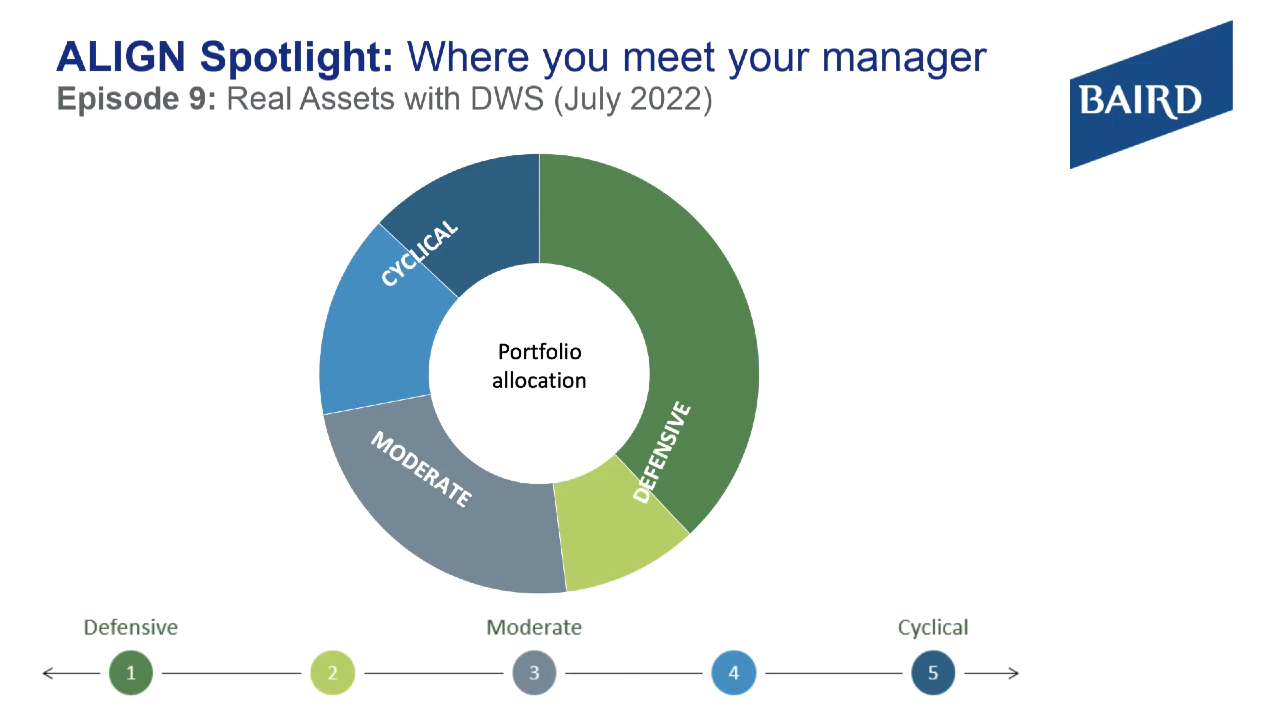 ALIGN Spotlight: Where you meet your manager
Episode 9: Real Assets with DWS (July 2022)
BAIRD
CYCLICAL
Portfolio
allocation
DEFENSIVE
MODERATE
Defensive
Moderate
Cyclical
1
2
3
4
5